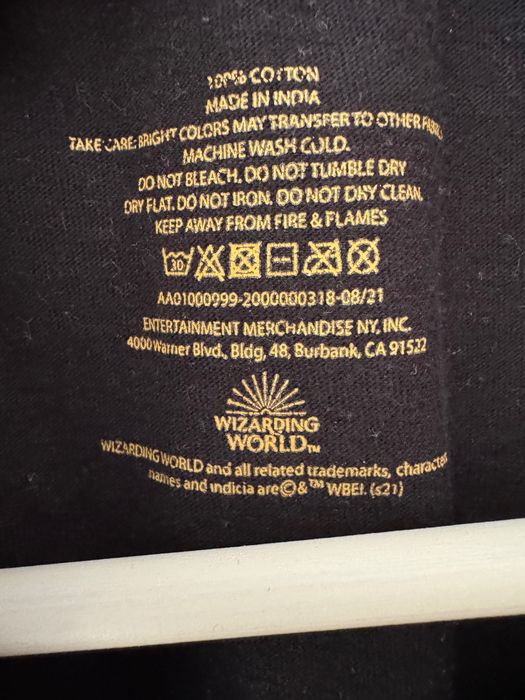 100% COTTON
MADE IN INDIA
TAKE CARE: BRIGHT COLORS MAY TRANSFER TO OTHER
MACHINE WASH COLD.
DO NOT BLEACH. DO NOT TUMBLE DRY
DRY FLAT. DO NOT IRON. DO NOT DRY CLEAN.
KEEP AWAY FROM FIRE & FLAMES
30
AA01000999-2000000318-08/21
ENTERTAINMENT MERCHANDISE NY, INC.
4000 Warner Blvd., Bldg, 48, Burbank, CA 91522
WIZARDING
WORLD™
WIZARDING WORLD and all related trademarks, character
names and indicia are © & ™ WBEI. (s21)